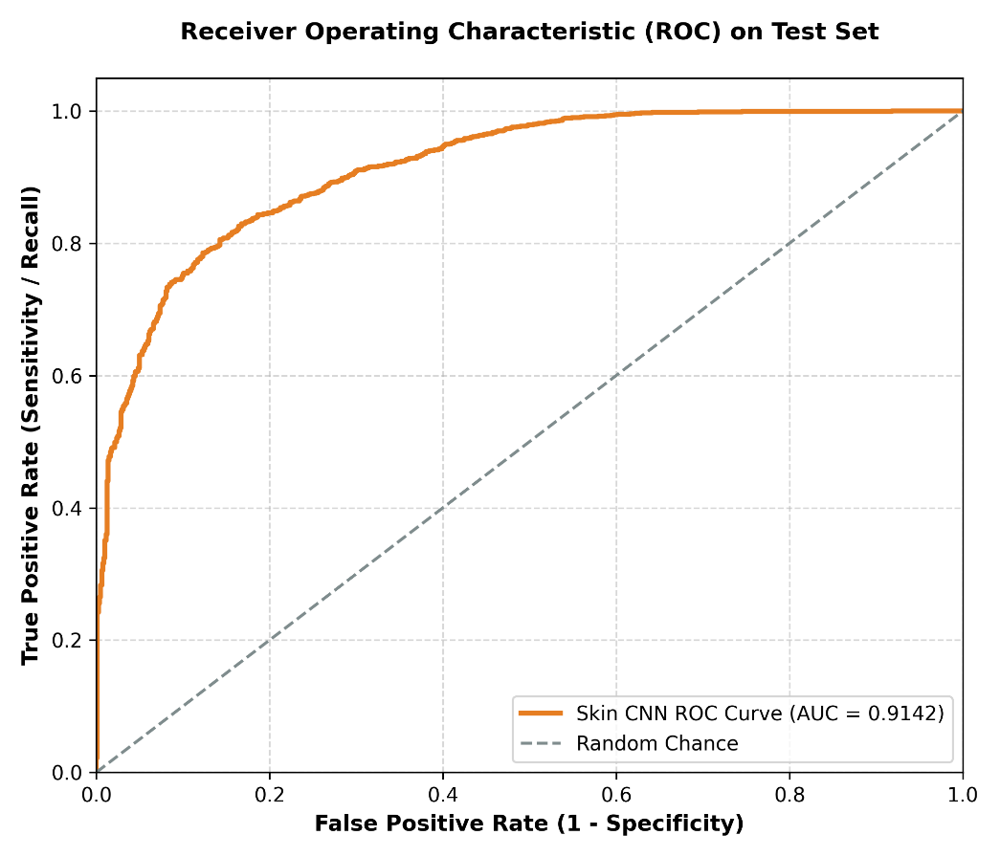 Receiver Operating Characteristic (ROC) on Test Set
True Positive Rate (Sensitivity / Recall)
1.0
0.8
0.6
0.4
0.2
0.0
Skin CNN ROC Curve (AUC = 0.9142)
Random Chance
0.0 0.2 0.4 0.6 0.8 1.0
False Positive Rate (1 - Specificity)